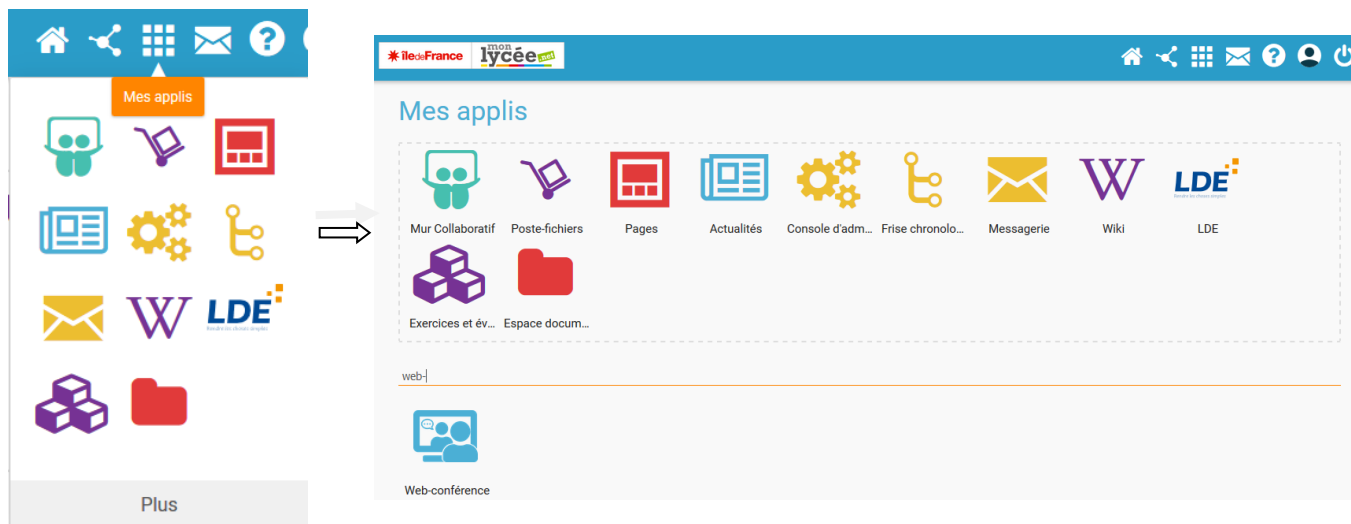 Mes applis
LDE
Plus
îledeFrance
mon
lycée.net
Mes applis
LDE
Mur Collaboratif Poste-fichiers Pages Actualités Console d'adm... Frise chronolo... Messagerie Wiki LDE
Exercices et év... Espace docum...
web-
Web-conférence